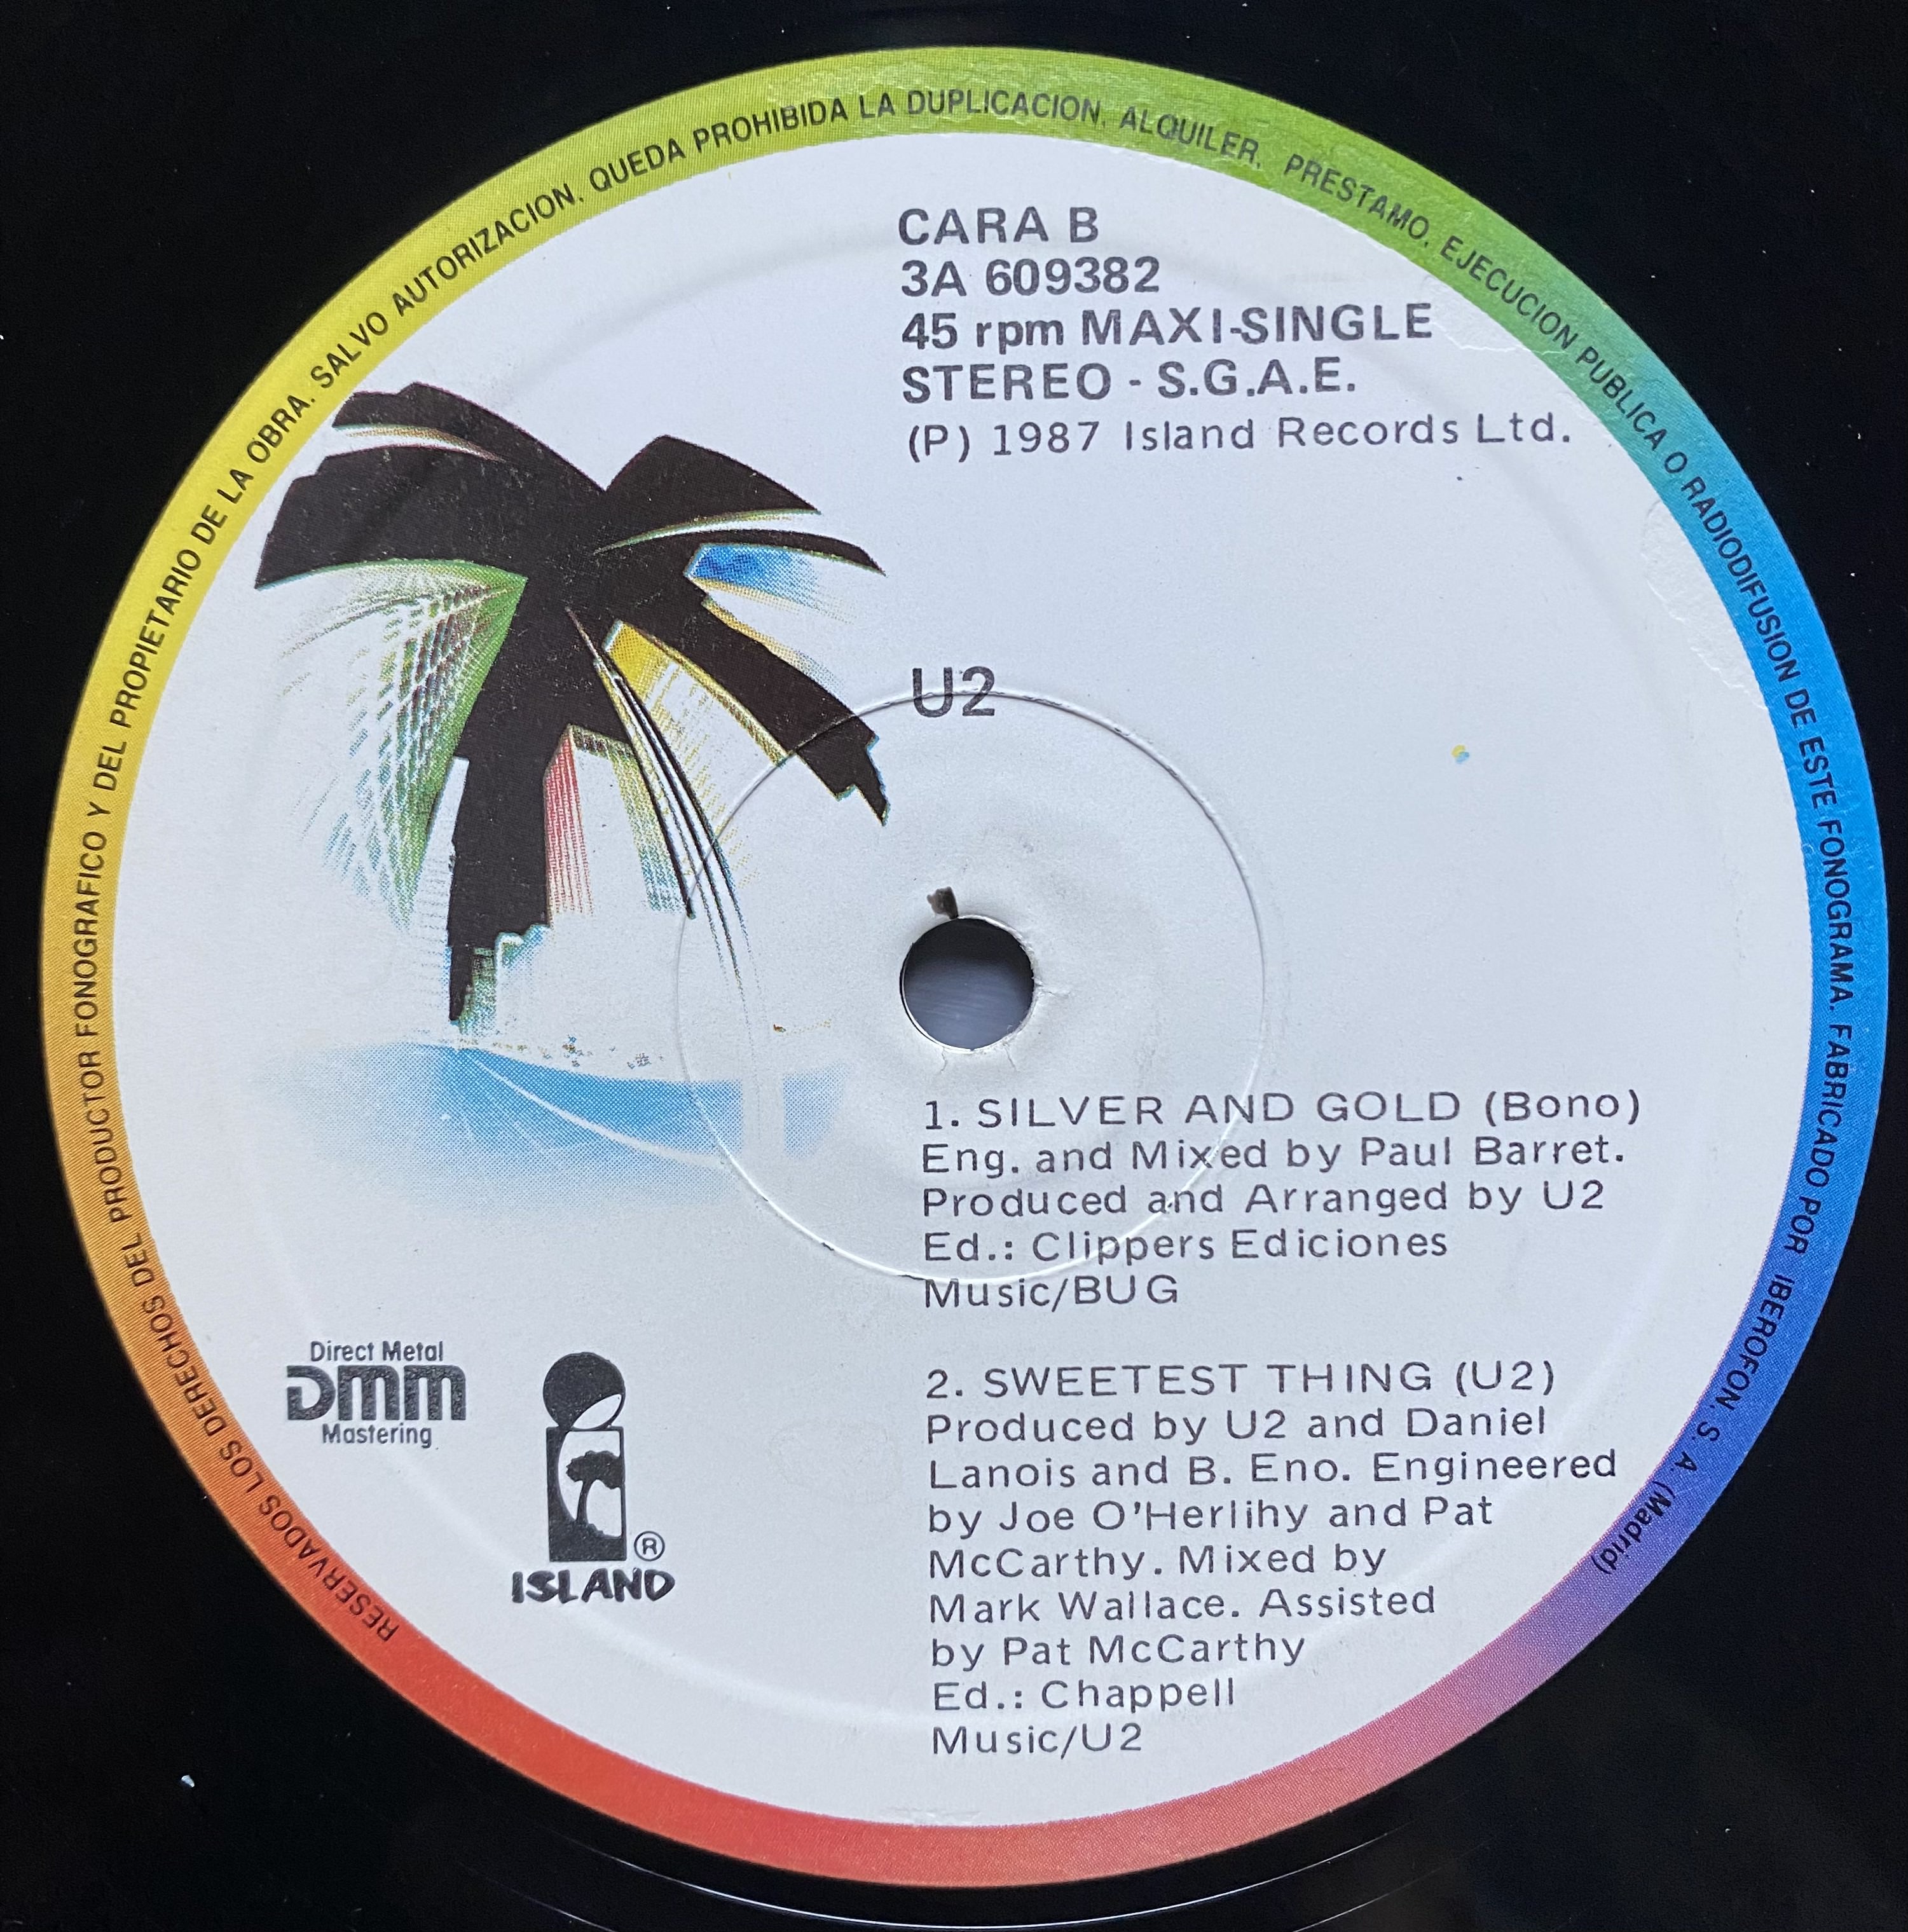 RESERVADOS LOS DERECHOS DEL PRODUCTOR FONOGRAFICO Y DEL PROPIETARIO DE LA OBRA. SALVO AUTORIZACION, QUEDA PROHIBIDA LA DUPLICACION, ALQUILER, PRESTAMO, EJECUCION PUBLICA O RADIODIFUSION DE ESTE FONOGRAMA. FABRICADO POR IBEROFON, S. A. (Madrid)
CARA B
3A 609382
45 rpm MAXI-SINGLE
STEREO - S.G.A.E.
(P) 1987 Island Records Ltd.
U2
1. SILVER AND GOLD (Bono)
Eng. and Mixed by Paul Barret.
Produced and Arranged by U2
Ed.: Clippers Ediciones
Music/BUG
2. SWEETEST THING (U2)
Produced by U2 and Daniel
Lanois and B. Eno. Engineered
by Joe O'Herlihy and Pat
McCarthy. Mixed by
Mark Wallace. Assisted
by Pat McCarthy
Ed.: Chappell
Music/U2
Direct Metal
DMM
Mastering
®
ISLAND